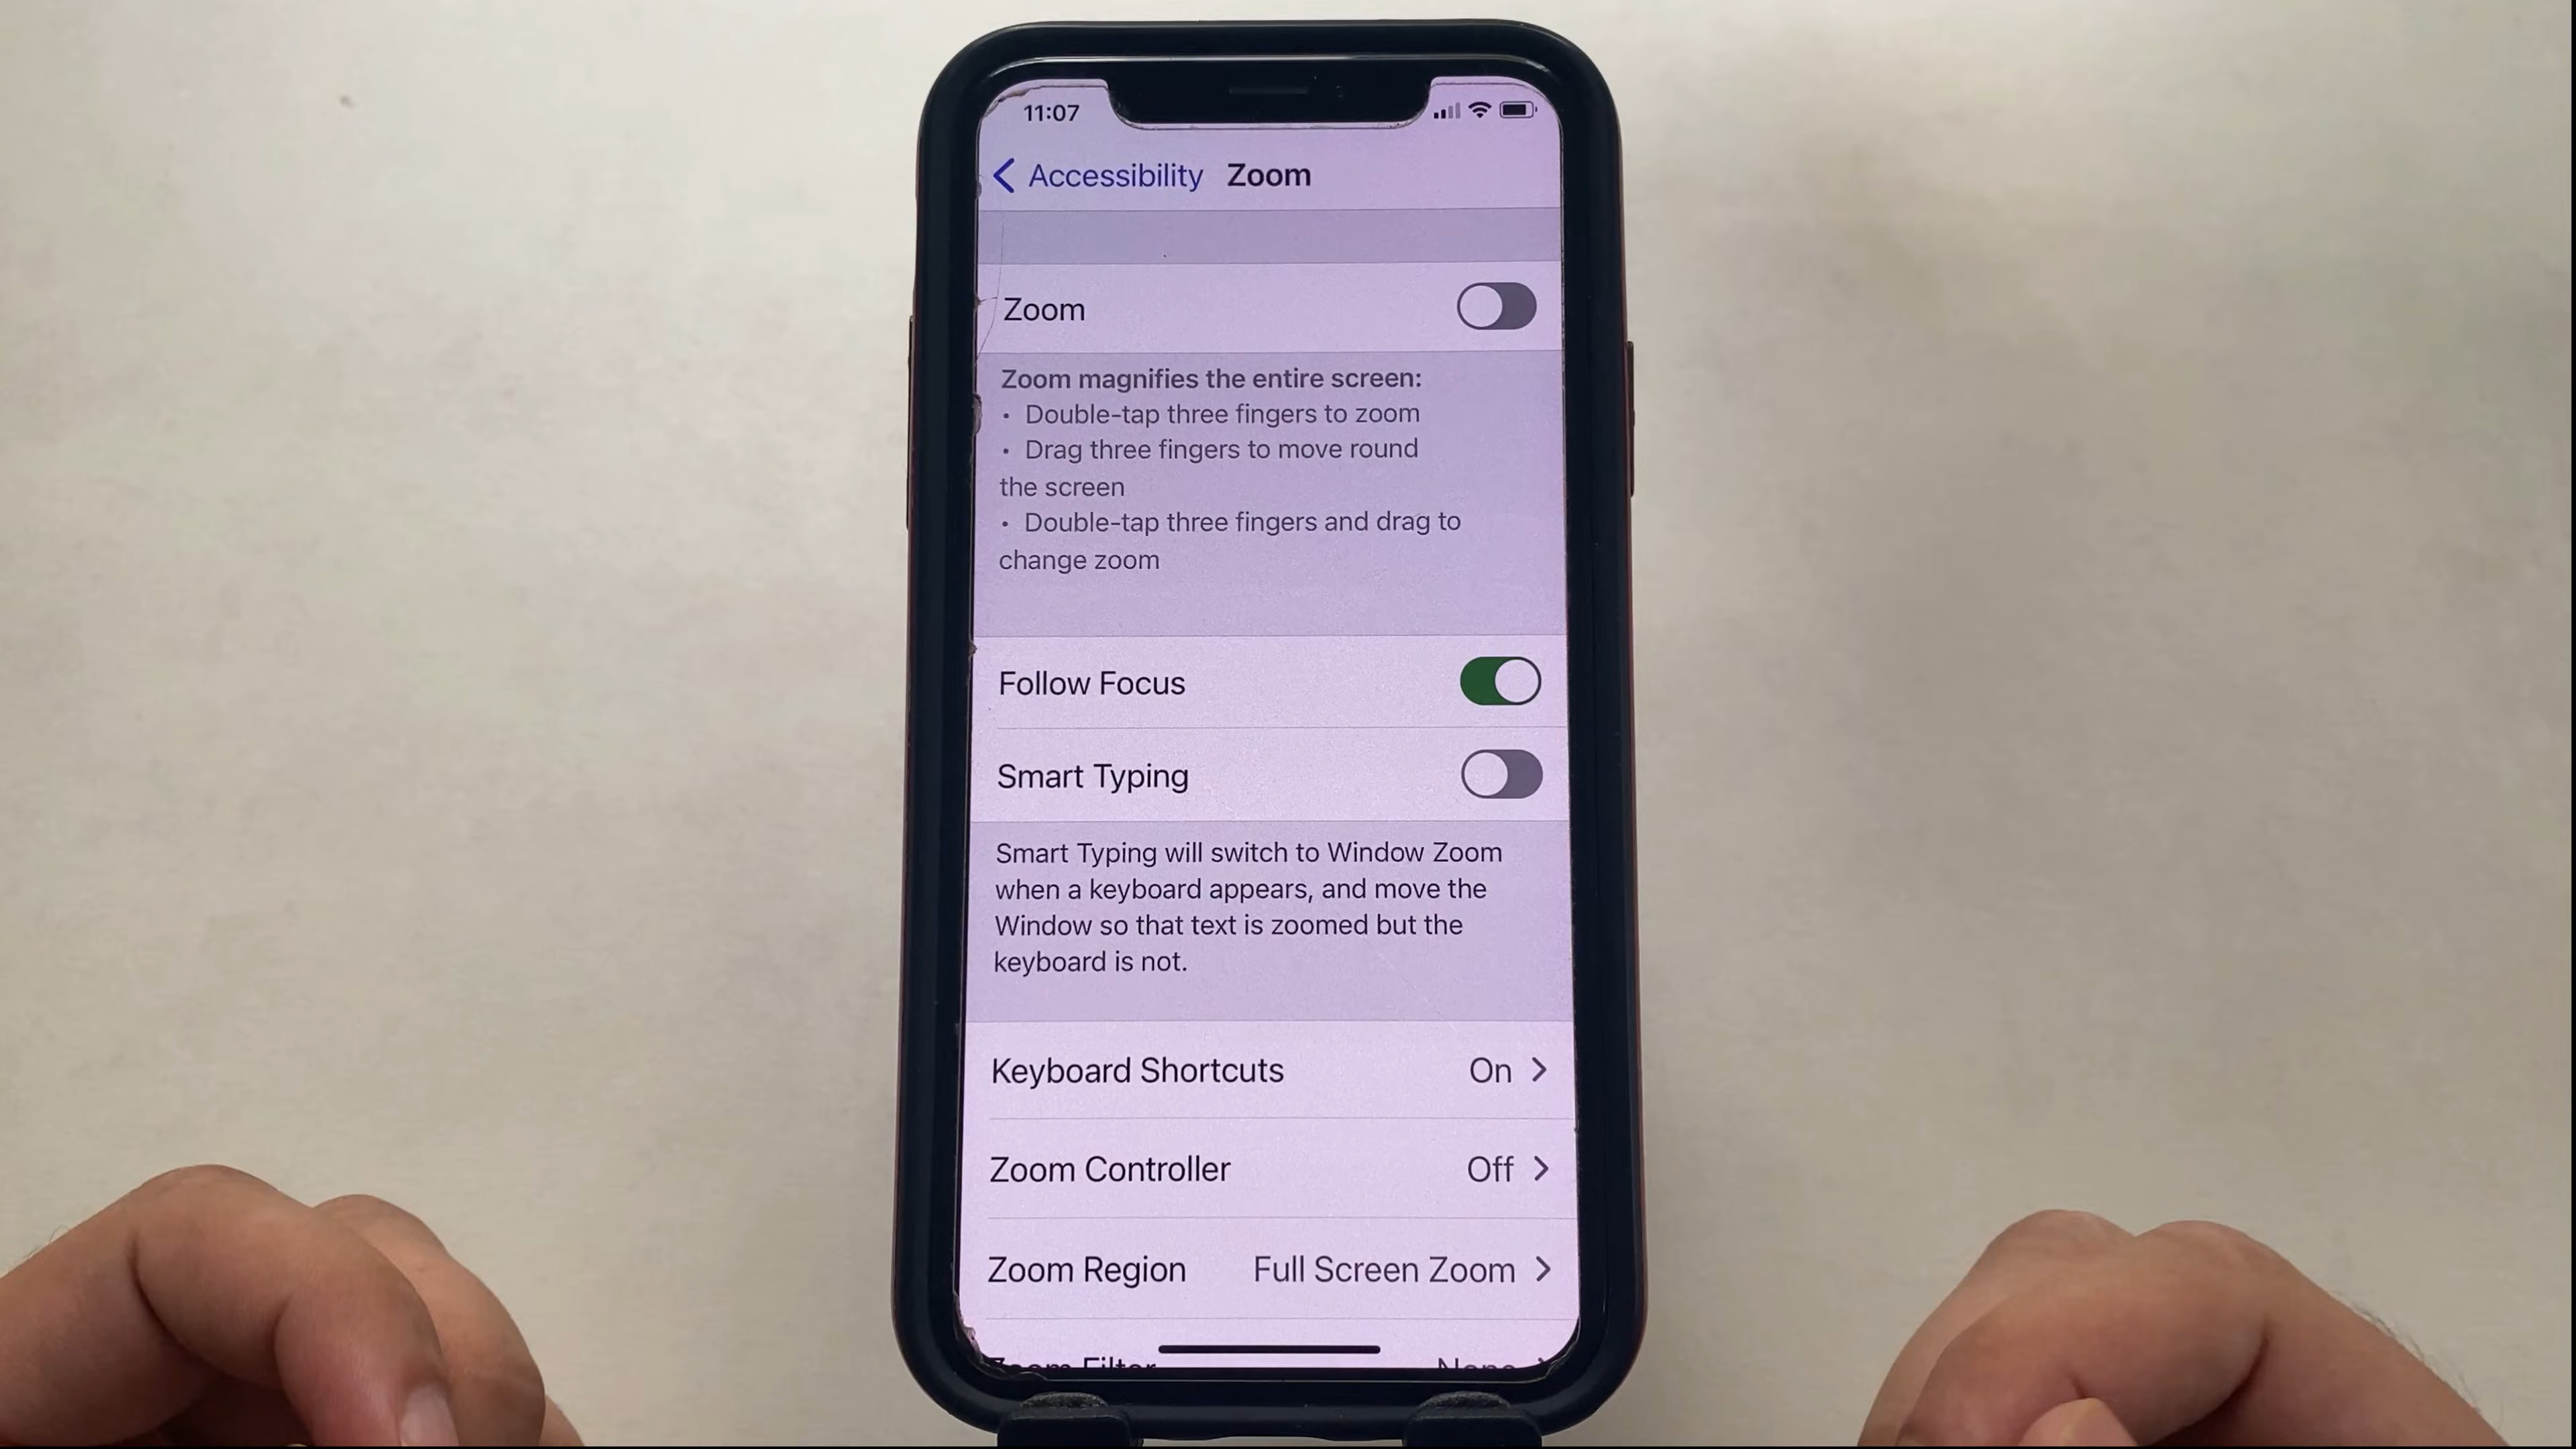 11:07
Accessibility Zoom
Zoom
Zoom magnifies the entire screen:
• Double-tap three fingers to zoom
• Drag three fingers to move round
the screen
• Double-tap three fingers and drag to
change zoom
Follow Focus
Smart Typing
Smart Typing will switch to Window Zoom
when a keyboard appears, and move the
Window so that text is zoomed but the
keyboard is not.
Keyboard Shortcuts On
Zoom Controller Off
Zoom Region Full Screen Zoom
Zoom Filter None